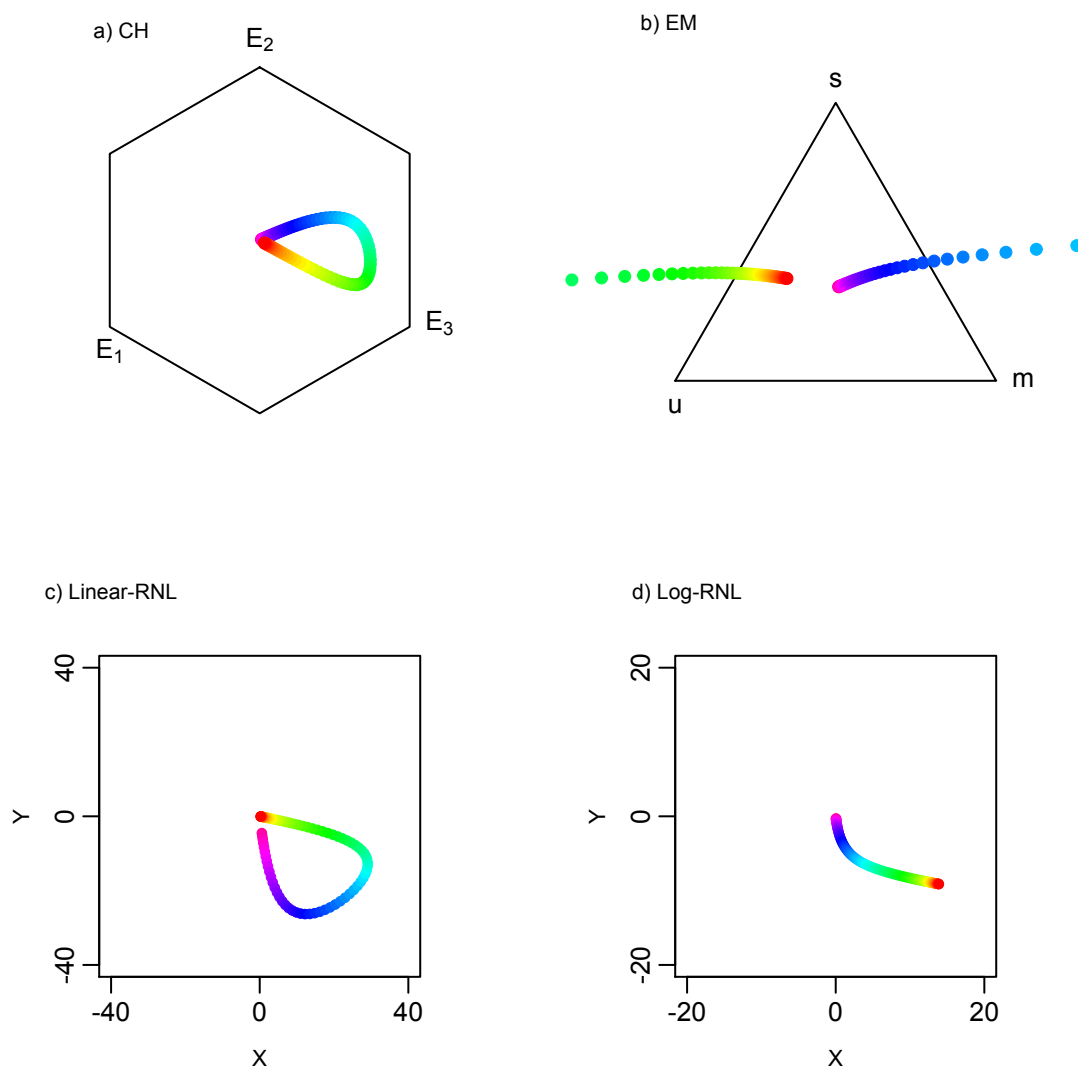 a) CH
E₂
E₁
E₃
b) EM
s
u
m
c) Linear-RNL
40
0
-40
Y
-40 0 40
X
d) Log-RNL
20
0
-20
Y
-20 0 20
X